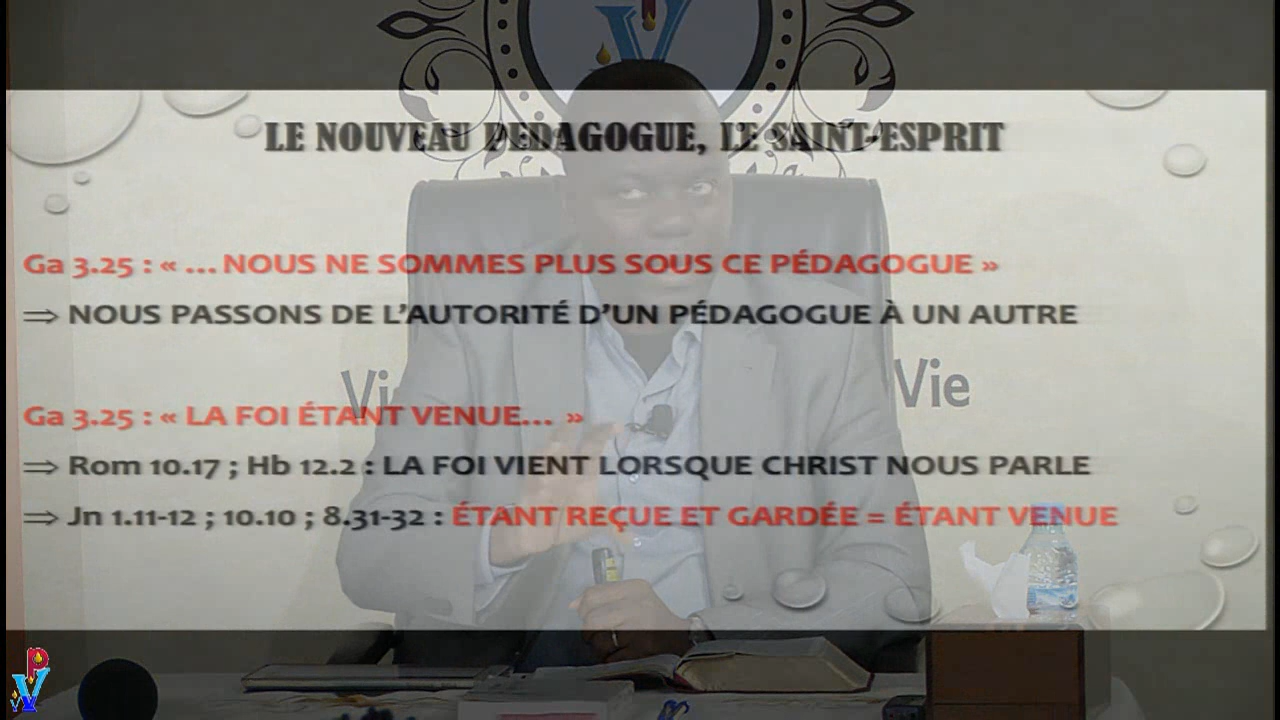 LE NOUVEAU PEDAGOGUE, LE SAINT-ESPRIT
Ga 3.25 : « ... NOUS NE SOMMES PLUS SOUS CE PÉDAGOGUE »
⇒ NOUS PASSONS DE L'AUTORITÉ D'UN PÉDAGOGUE À UN AUTRE
Vi
Vie
Ga 3.25 : « LA FOI ÉTANT VENUE... »
⇒ Rom 10.17 ; Hb 12.2 : LA FOI VIENT LORSQUE CHRIST NOUS PARLE
⇒ Jn 1.11-12 ; 10.10 ; 8.31-32 : ÉTANT REÇUE ET GARDÉE = ÉTANT VENUE